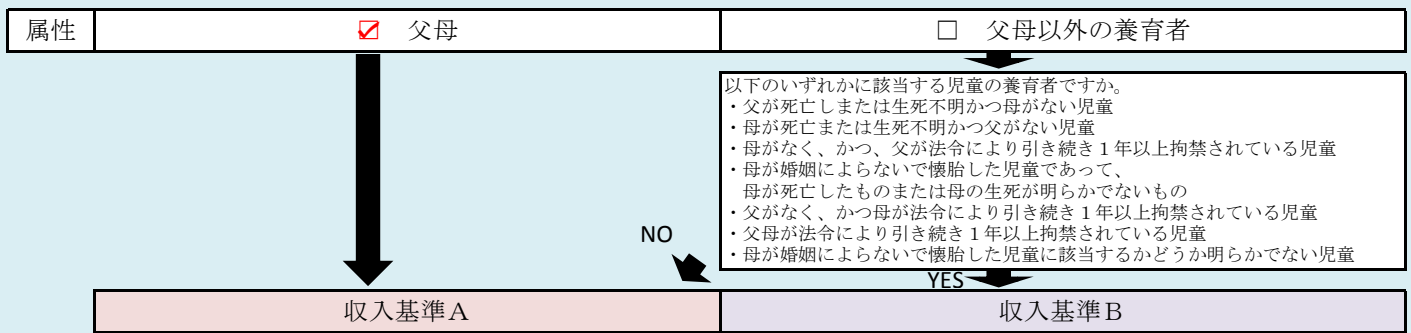 属性
☑ 父母
□ 父母以外の養育者
以下のいずれかに該当する児童の養育者ですか。
・父が死亡しまたは生死不明かつ母がない児童
・母が死亡または生死不明かつ父がない児童
・母がなく、かつ、父が法令により引き続き１年以上拘禁されている児童
・母が婚姻によらないで懐胎した児童であって、
母が死亡したものまたは母の生死が明らかでないもの
・父がなく、かつ母が法令により引き続き１年以上拘禁されている児童
・父母が法令により引き続き１年以上拘禁されている児童
・母が婚姻によらないで懐胎した児童に該当するかどうか明らかでない児童
NO
YES
収入基準Ａ
収入基準Ｂ